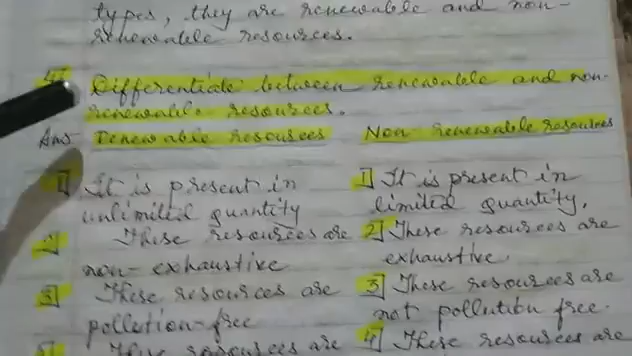 types, they are renewable and non-
renewable resources.
4] Differentiate between renewable and non-
renewable resources.
Ans Renewable resources
1] It is present in
unlimited quantity
2] These resources are
non-exhaustive
3] These resources are
pollution-free
These resources are
Non-renewable resources
1] It is present in
limited quantity.
2] These resources are
exhaustive.
3] These resources are
not pollution free.
4] These resources are